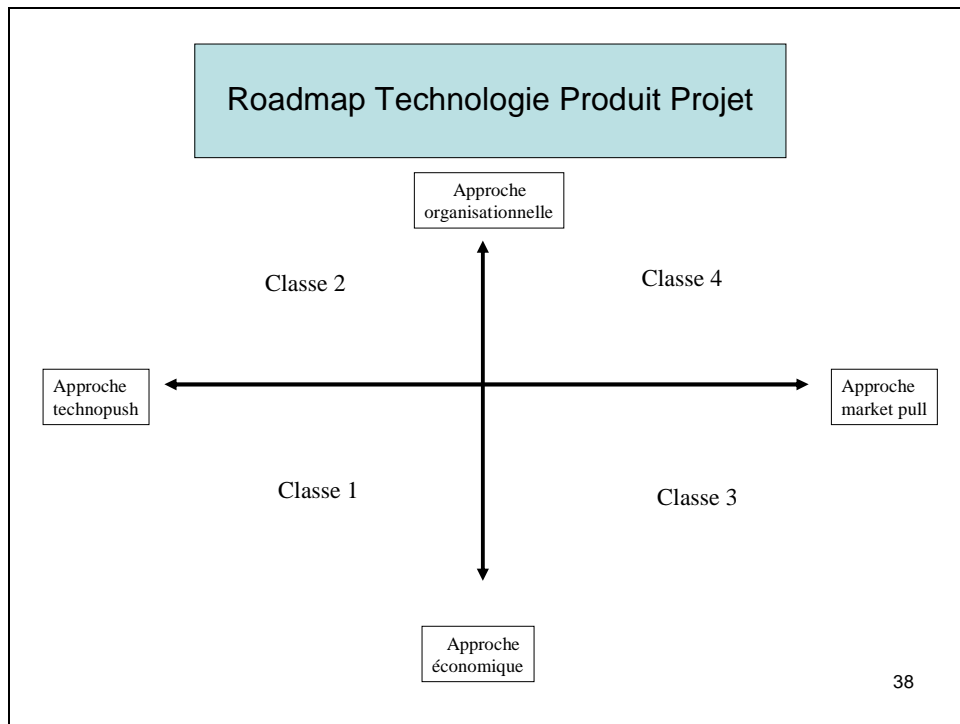 Roadmap Technologie Produit Projet
Approche
organisationnelle
Classe 2
Classe 4
Approche
technopush
Approche
market pull
Classe 1
Classe 3
Approche
économique
38